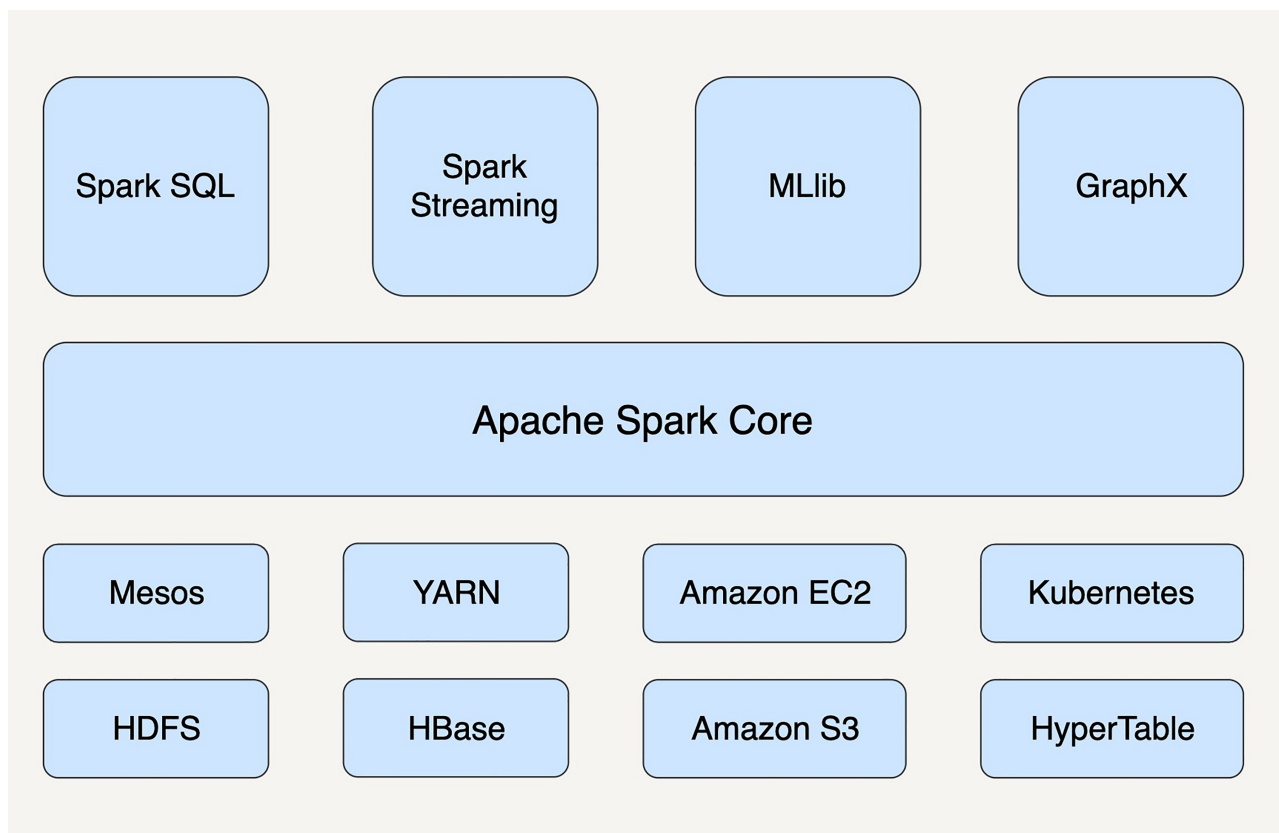 Spark SQL
Spark
Streaming
MLlib
GraphX
Apache Spark Core
Mesos
YARN
Amazon EC2
Kubernetes
HDFS
HBase
Amazon S3
HyperTable